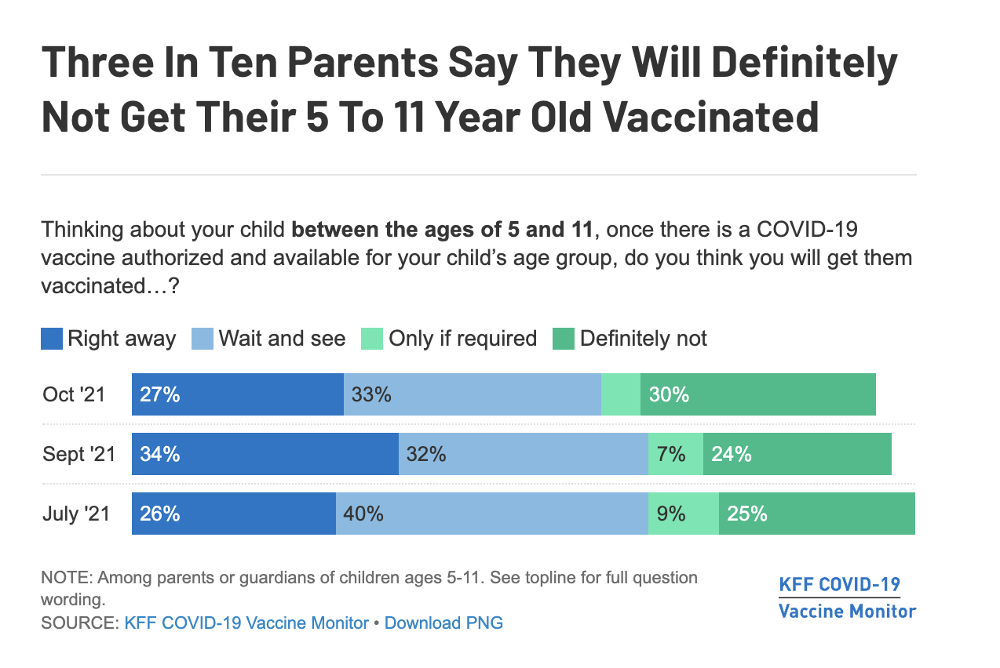 Three In Ten Parents Say They Will Definitely
Not Get Their 5 To 11 Year Old Vaccinated
Thinking about your child between the ages of 5 and 11, once there is a COVID-19
vaccine authorized and available for your child’s age group, do you think you will get them
vaccinated…?
Right away Wait and see Only if required Definitely not
Oct '21 27% 33% 30%
Sept '21 34% 32% 7% 24%
July '21 26% 40% 9% 25%
NOTE: Among parents or guardians of children ages 5-11. See topline for full question
wording.
SOURCE: KFF COVID-19 Vaccine Monitor • Download PNG
KFF COVID-19
Vaccine Monitor